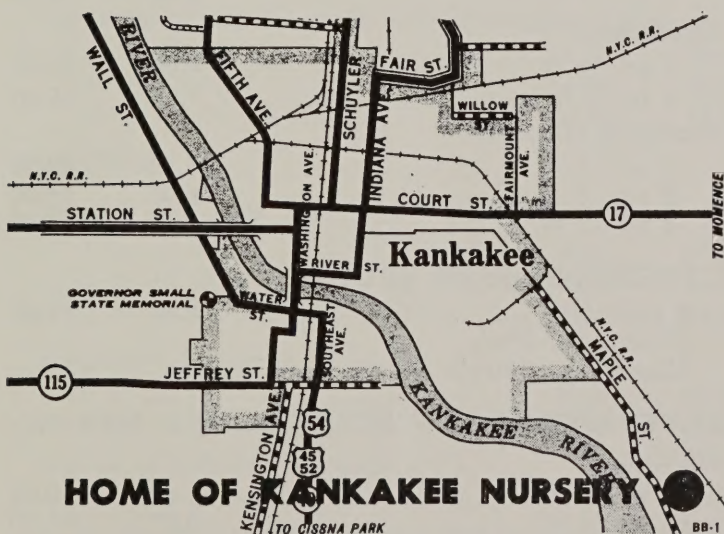 RIVER
WALL ST.
FIFTH AVE.
SCHUYLER
FAIR ST.
N.Y.C. R.R.
WILLOW
ST.
FAIRMOUNT
AVE.
INDIANA AVE.
WASHINGTON AVE.
N.Y.C. R.R.
STATION ST.
COURT ST.
17
TO MOMENCE
Kankakee
RIVER ST.
GOVERNOR SMALL
STATE MEMORIAL
WATER
ST.
SOUTHEAST
AVE.
N.Y.C. R.R.
MAPLE ST.
115
JEFFREY ST.
KENSINGTON AVE.
54
45
52
KANKAKEE RIVER
HOME OF KANKAKEE NURSERY
TO CISSNA PARK
BB-1